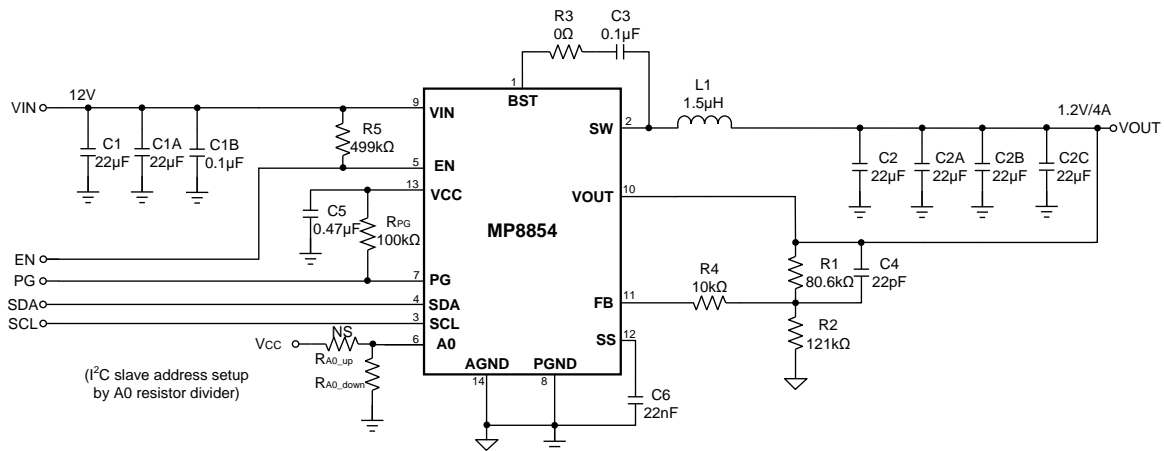 R3
0Ω
C3
0.1µF
1
BST
VIN
12V
9
VIN
C1
22µF
C1A
22µF
C1B
0.1µF
R5
499kΩ
5
EN
13
VCC
C5
0.47µF
RPG
100kΩ
EN
PG
7
PG
SDA
4
SDA
SCL
3
SCL
VCC
NS
6
A0
RA0_up
RA0_down
(I²C slave address setup
by A0 resistor divider)
MP8854
AGND
14
PGND
8
SW
2
L1
1.5µH
1.2V/4A
VOUT
C2
22µF
C2A
22µF
C2B
22µF
C2C
22µF
VOUT
10
R1
80.6kΩ
C4
22pF
R4
10kΩ
FB
11
R2
121kΩ
SS
12
C6
22nF